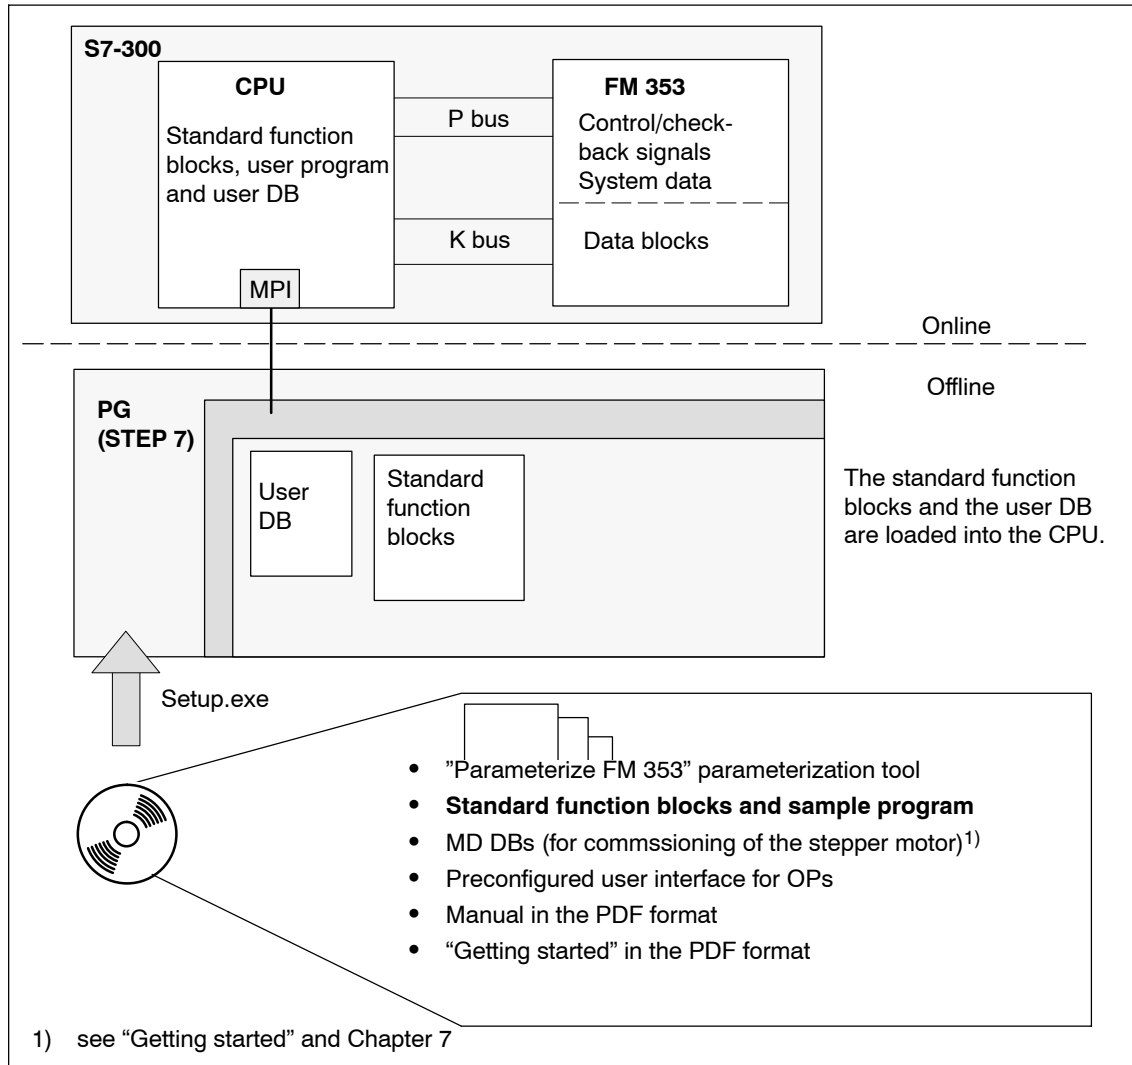 S7-300
CPU
Standard function
blocks, user program
and user DB
MPI
P bus
K bus
FM 353
Control/check-
back signals
System data
Data blocks
Online
Offline
PG
(STEP 7)
User
DB
Standard
function
blocks
The standard function
blocks and the user DB
are loaded into the CPU.
Setup.exe
• ”Parameterize FM 353” parameterization tool
• Standard function blocks and sample program
• MD DBs (for commssioning of the stepper motor)1)
• Preconfigured user interface for OPs
• Manual in the PDF format
• “Getting started” in the PDF format
1) see “Getting started” and Chapter 7